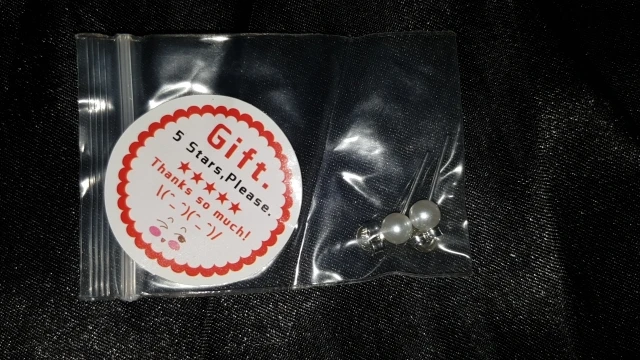 Gift.
5 Stars,Please.
★★★★★
Thanks so much!
\(ˉ-ˉ)(ˉ-ˉ)/